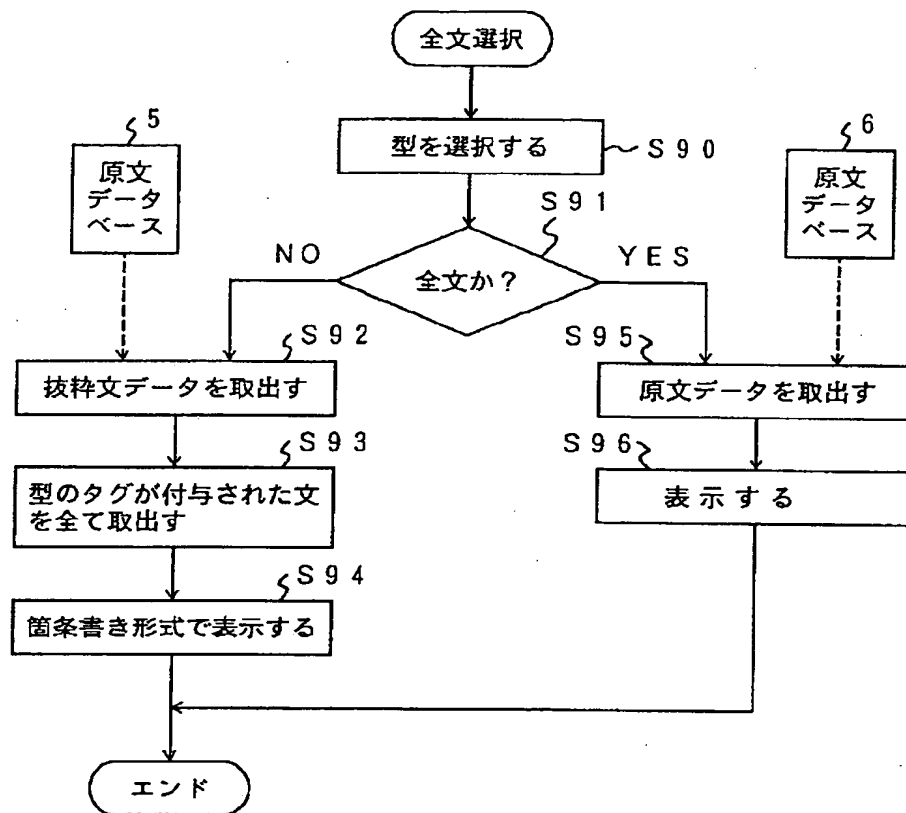 全文選択
型を選択する
S90
5
原文
データ
ベース
6
原文
データ
ベース
S91
全文か?
NO
YES
S92
抜粋文データを取出す
S95
原文データを取出す
S93
型のタグが付与された文
を全て取出す
S96
表示する
S94
箇条書き形式で表示する
エンド